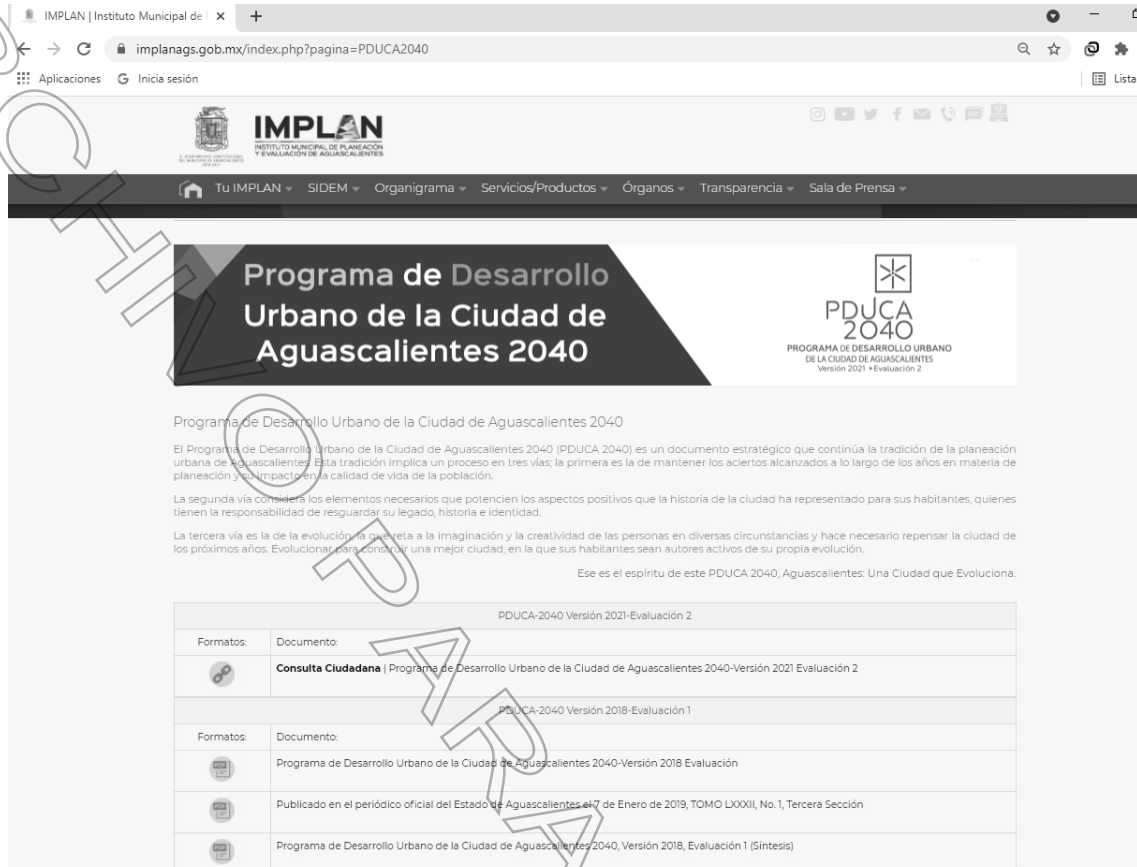 IMPLAN | Instituto Municipal de
implanags.gob.mx/index.php?pagina=PDUCA2040
Aplicaciones G Inicia sesión Lista
IMPLAN
INSTITUTO MUNICIPAL DE PLANEACIÓN
Y EVALUACIÓN DE AGUASCALIENTES
Tu IMPLAN SIDEM Organigrama Servicios/Productos Órganos Transparencia Sala de Prensa
Programa de Desarrollo
Urbano de la Ciudad de
Aguascalientes 2040
PDUCA
2040
PROGRAMA DE DESARROLLO URBANO
DE LA CIUDAD DE AGUASCALIENTES
Versión 2021 • Evaluación 2
Programa de Desarrollo Urbano de la Ciudad de Aguascalientes 2040
El Programa de Desarrollo Urbano de la Ciudad de Aguascalientes 2040 (PDUCA 2040) es un documento estratégico que continúa la tradición de la planeación
urbana de Aguascalientes. Esta tradición implica un proceso en tres vías; la primera es la de mantener los aciertos alcanzados a lo largo de los años en materia de
planeación y su impacto en la calidad de vida de la población.
La segunda vía considera los elementos necesarios que potencien los aspectos positivos que la historia de la ciudad ha representado para sus habitantes, quienes
tienen la responsabilidad de resguardar su legado, historia e identidad.
La tercera vía es la de la evolución, la que reta a la imaginación y la creatividad de las personas en diversas circunstancias y hace necesario repensar la ciudad de
los próximos años. Evolucionar para construir una mejor ciudad, en la que sus habitantes sean autores activos de su propia evolución.
Ese es el espíritu de este PDUCA 2040, Aguascalientes: Una Ciudad que Evoluciona.
PDUCA-2040 Versión 2021-Evaluación 2
Formatos: Documento:
Consulta Ciudadana | Programa de Desarrollo Urbano de la Ciudad de Aguascalientes 2040-Versión 2021 Evaluación 2
PDUCA-2040 Versión 2018-Evaluación 1
Formatos: Documento:
PDF Programa de Desarrollo Urbano de la Ciudad de Aguascalientes 2040-Versión 2018 Evaluación
PDF Publicado en el periódico oficial del Estado de Aguascalientes el 7 de Enero de 2019, TOMO LXXXII, No. 1, Tercera Sección
PDF Programa de Desarrollo Urbano de la Ciudad de Aguascalientes 2040, Versión 2018, Evaluación 1 (Síntesis)
RCHIVO PARA